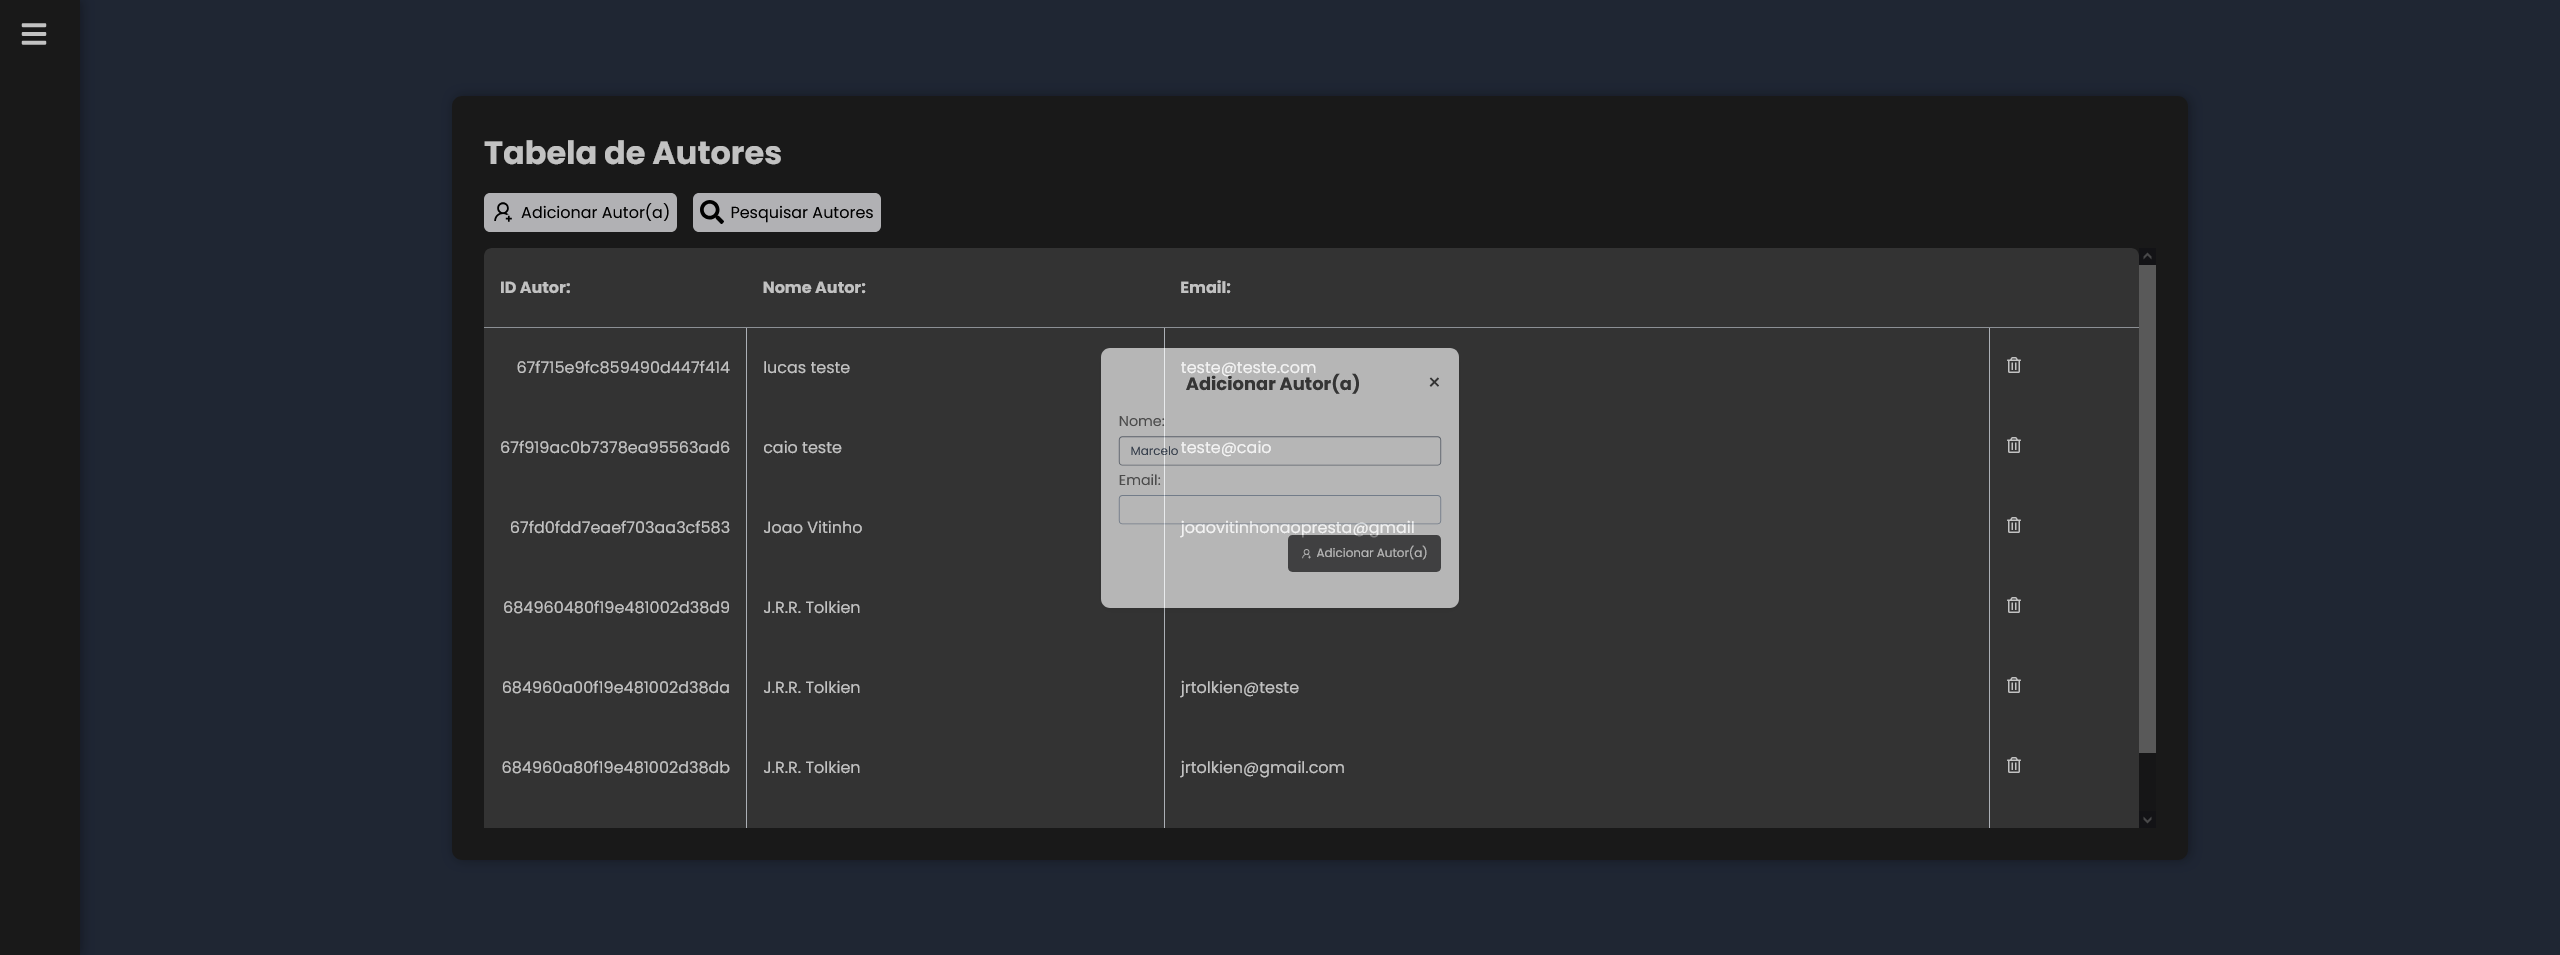 Tabela de Autores
Adicionar Autor(a) Pesquisar Autores
ID Autor: Nome Autor: Email:
67f715e9fc859490d447f414 lucas teste teste@teste.com
67f919ac0b7378ea95563ad6 caio teste teste@caio
67fd0fdd7eaef703aa3cf583 Joao Vitinho joaovitinhonaopresta@gmail
684960480f19e481002d38d9 J.R.R. Tolkien
684960a00f19e481002d38da J.R.R. Tolkien jrtolkien@teste
684960a80f19e481002d38db J.R.R. Tolkien jrtolkien@gmail.com
Adicionar Autor(a) ×
Nome:
Marcelo
Email:
Adicionar Autor(a)